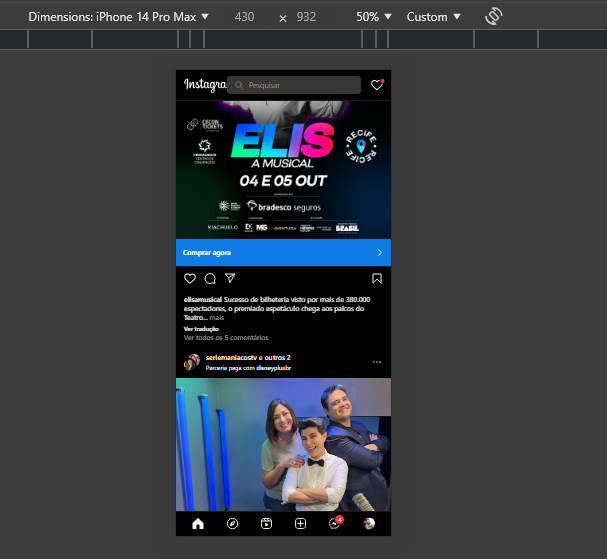 Dimensions: iPhone 14 Pro Max ▼ 430 × 932 50% ▼ Custom ▼
Instagra
Pesquisar
CECON
TICKETS
PERNAMBUCO
CENTRO DE
CONVENÇÕES
ELIS
A MUSICAL
RECIFE
RECIFE
04 E 05 OUT
bradesco seguros
RIACHUELO
MG
AVENTURA
BRASIL
Comprar agora
elisamusical Sucesso de bilheteria visto por mais de 380.000
espectadores, o premiado espetáculo chega aos palcos do
Teatro... mais
Ver tradução
Ver todos os 5 comentários
seriemaniacostv e outros 2
Parceria paga com disneyplusbr
4